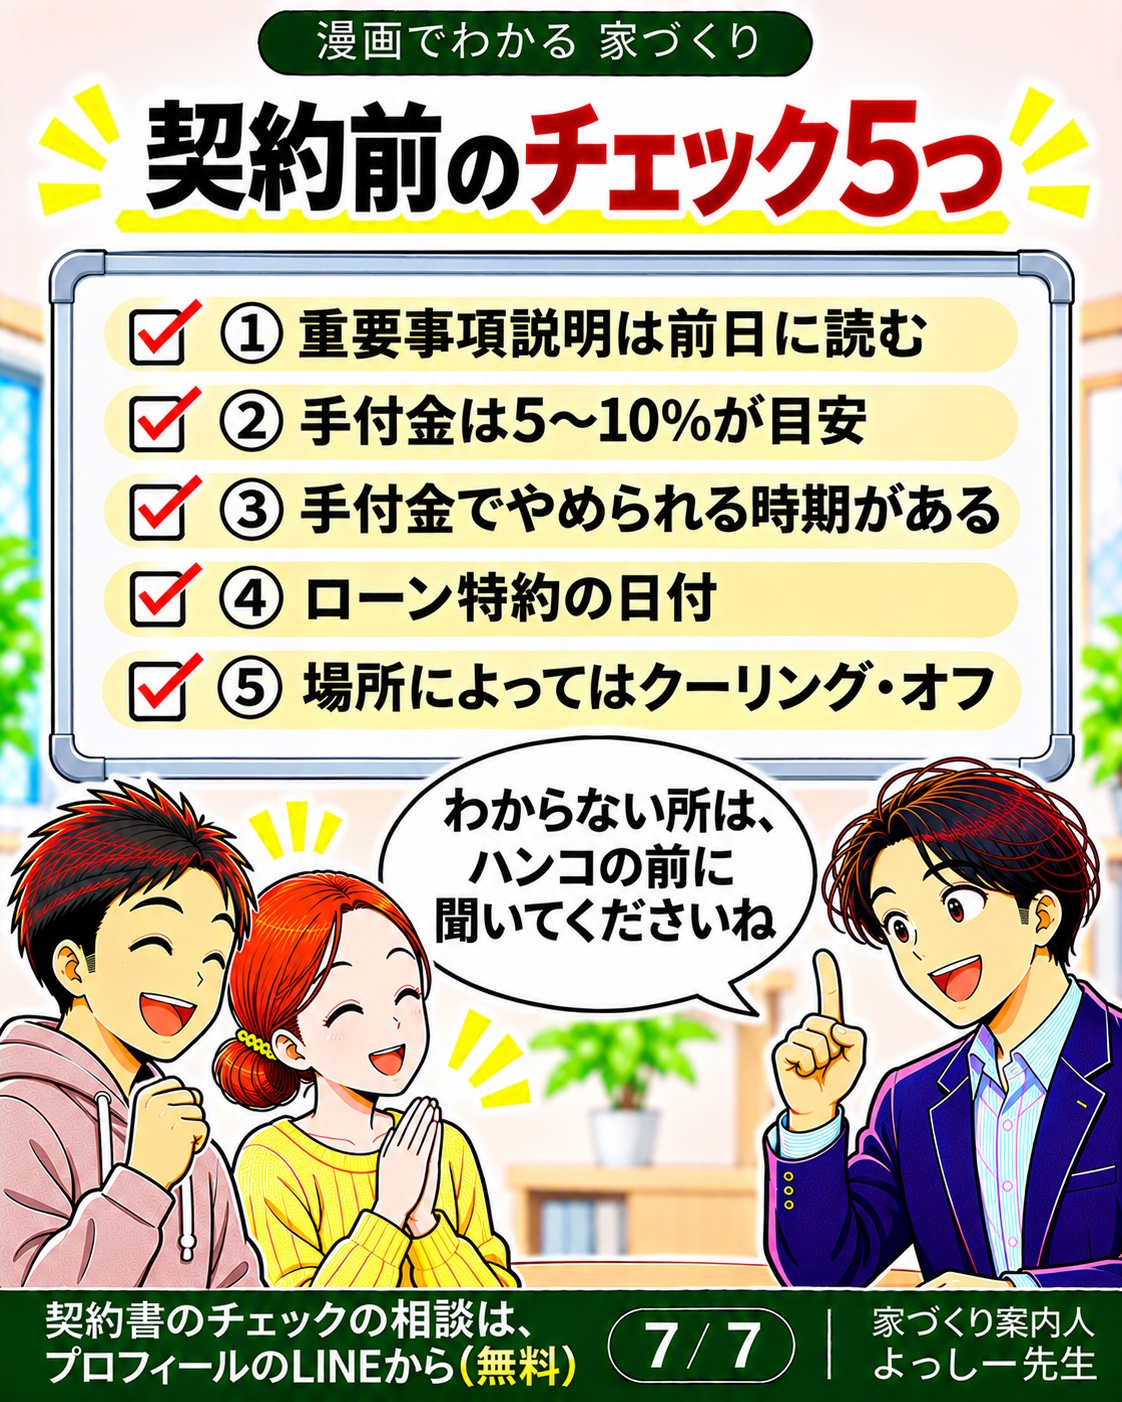 漫画でわかる 家づくり
契約前のチェック5つ
① 重要事項説明は前日に読む
② 手付金は5〜10%が目安
③ 手付金でやめられる時期がある
④ ローン特約の日付
⑤ 場所によってはクーリング・オフ
わからない所は、
ハンコの前に
聞いてくださいね
契約書のチェックの相談は、
プロフィールのLINEから(無料)
7/7
家づくり案内人
よっしー先生